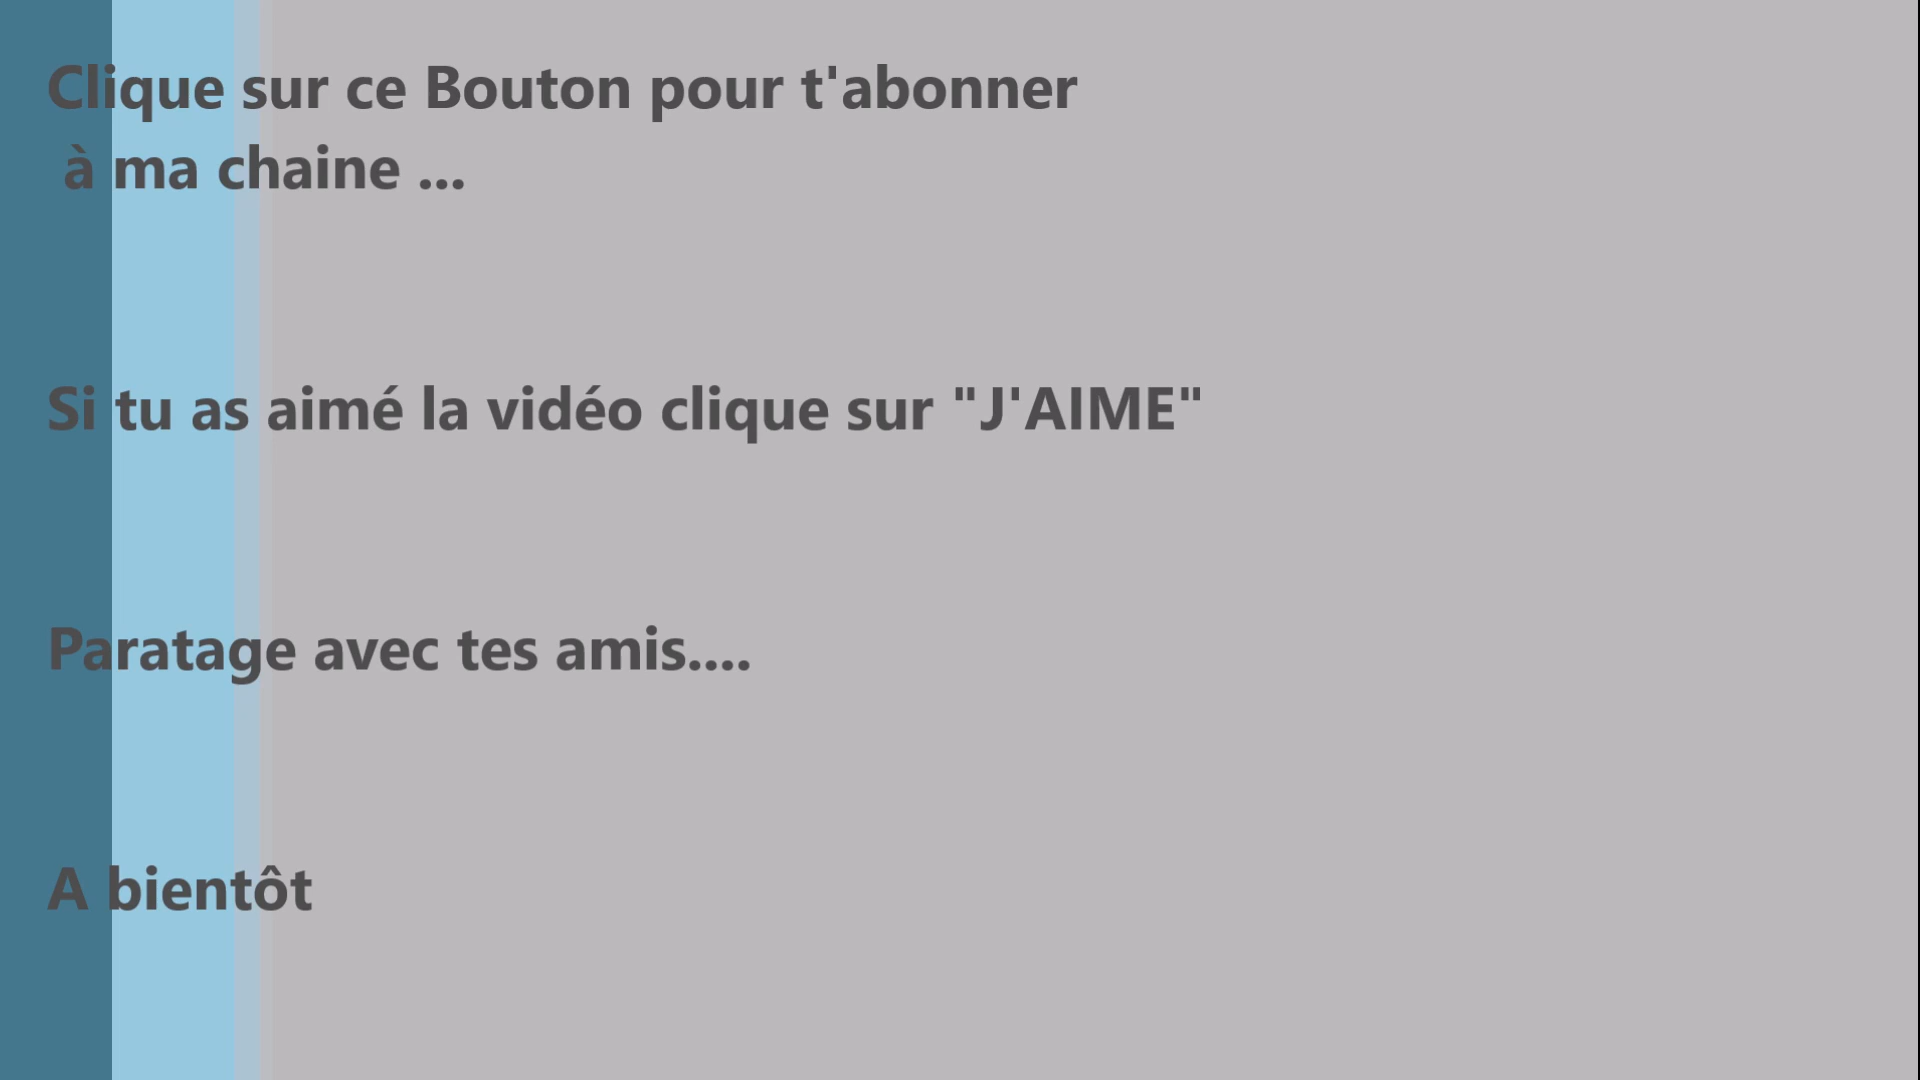 Clique sur ce Bouton pour t'abonner
à ma chaine ...
Si tu as aimé la vidéo clique sur "J'AIME"
Paratage avec tes amis....
A bientôt